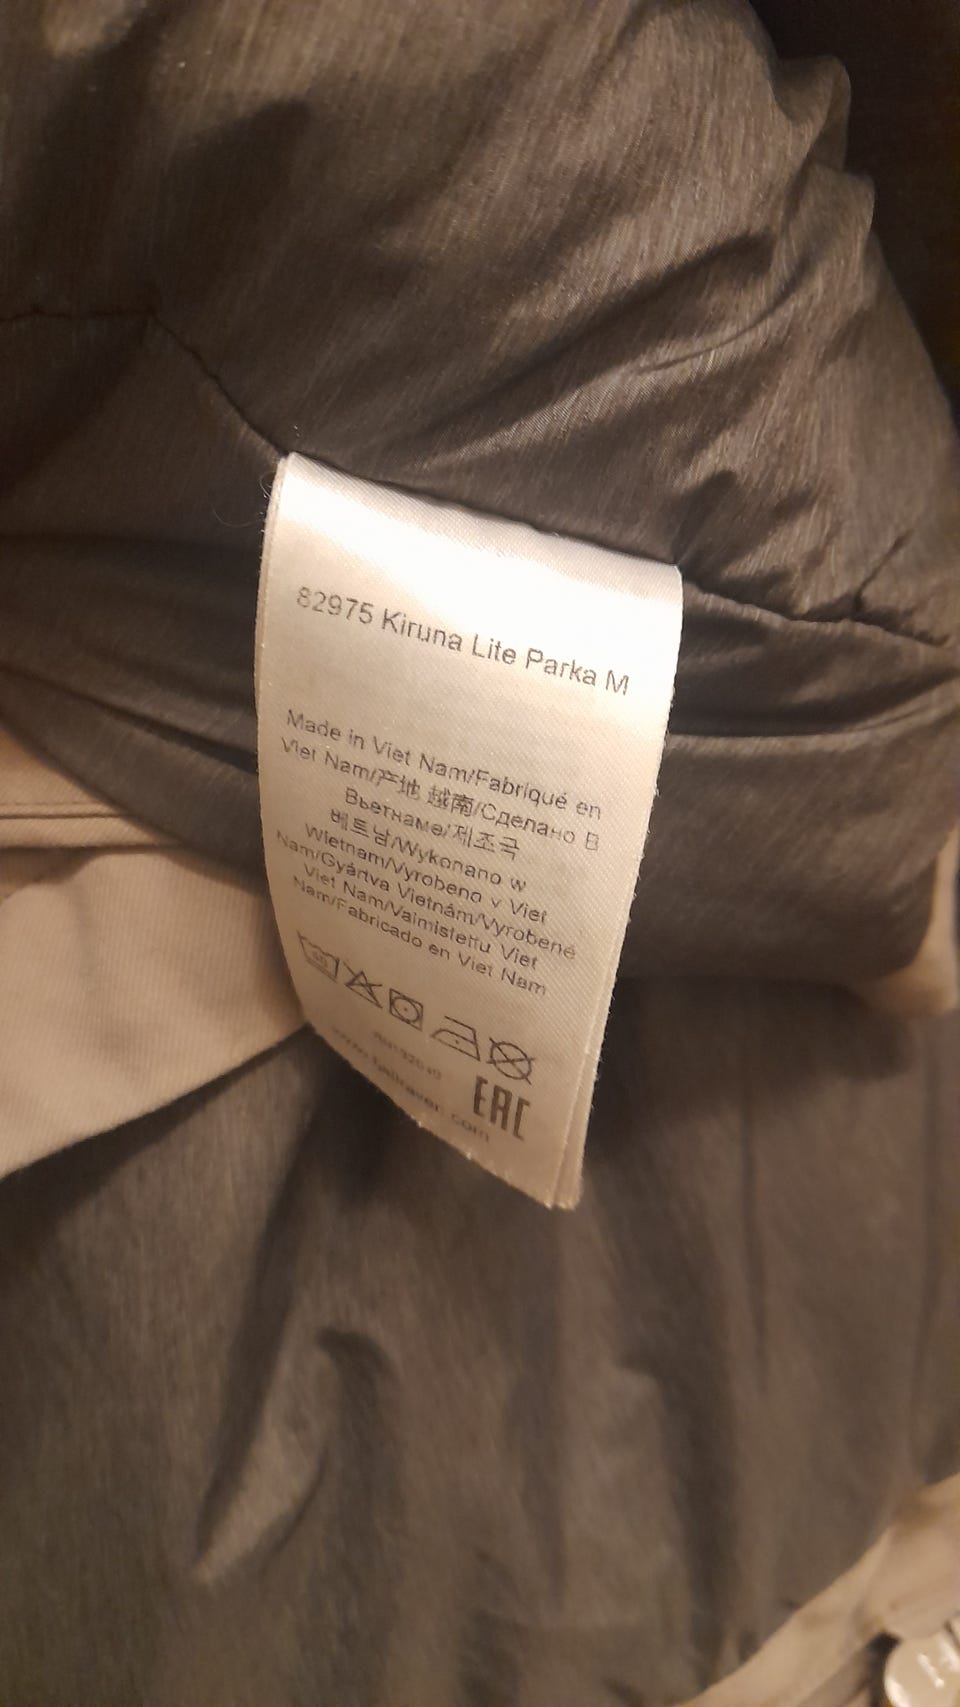 82975 Kiruna Lite Parka M
Made in Viet Nam/Fabriqué en
Viet Nam/产地 越南/Сделано В
Вьетнаме/제조국
베트남/Wykonano w
Wietnam/Vyrobeno v Viet
Nam/Gyártva Vietnám/Vyrobené
Viet Nam/Valmistettu Viet
Nam/Fabricado en Viet Nam
EAC